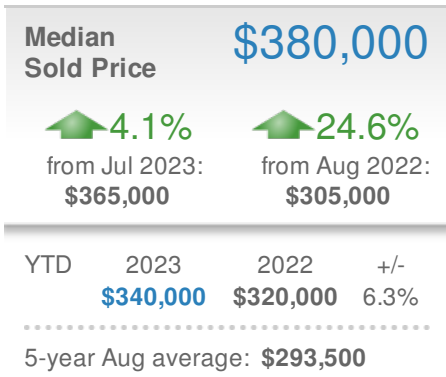 Median
Sold Price
$380,000
4.1%
from Jul 2023:
$365,000
24.6%
from Aug 2022:
$305,000
YTD 2023 2022 +/-
$340,000 $320,000 6.3%
5-year Aug average: $293,500